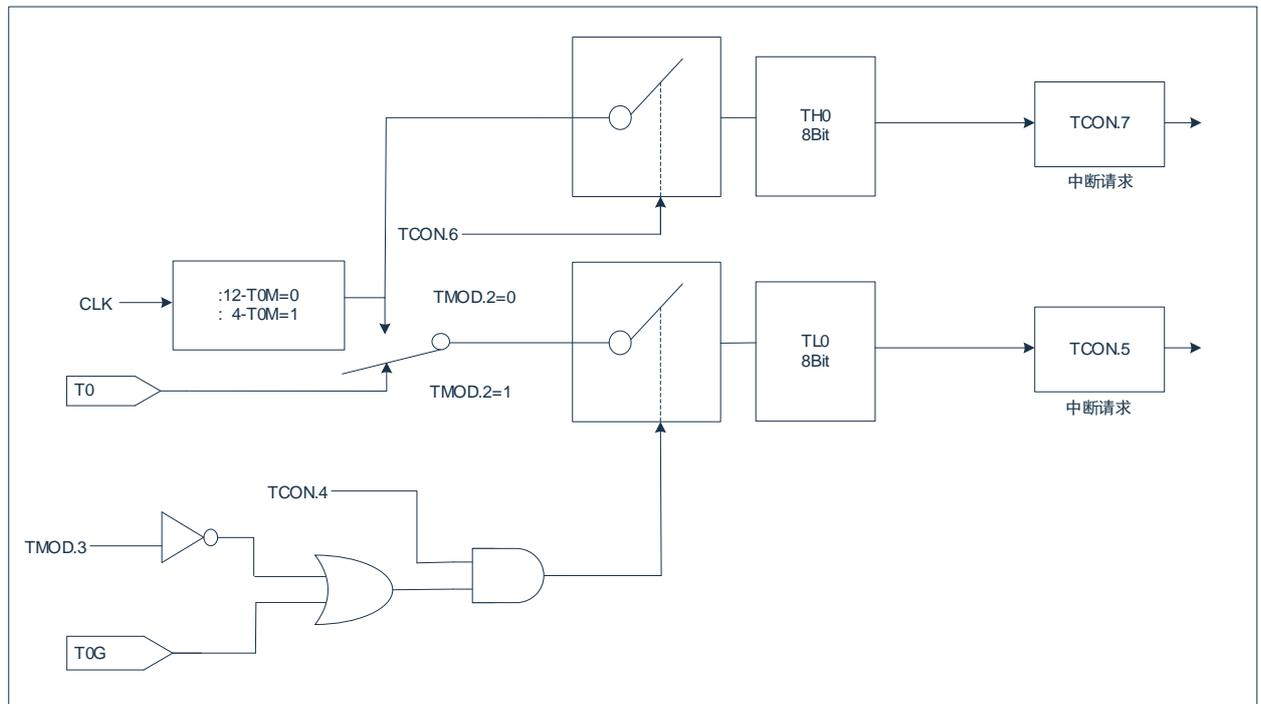 TH0
8Bit
TCON.7
中断请求
TCON.6
CLK
:12-T0M=0
: 4-T0M=1
TMOD.2=0
TL0
8Bit
TCON.5
中断请求
T0
TMOD.2=1
TCON.4
TMOD.3
T0G